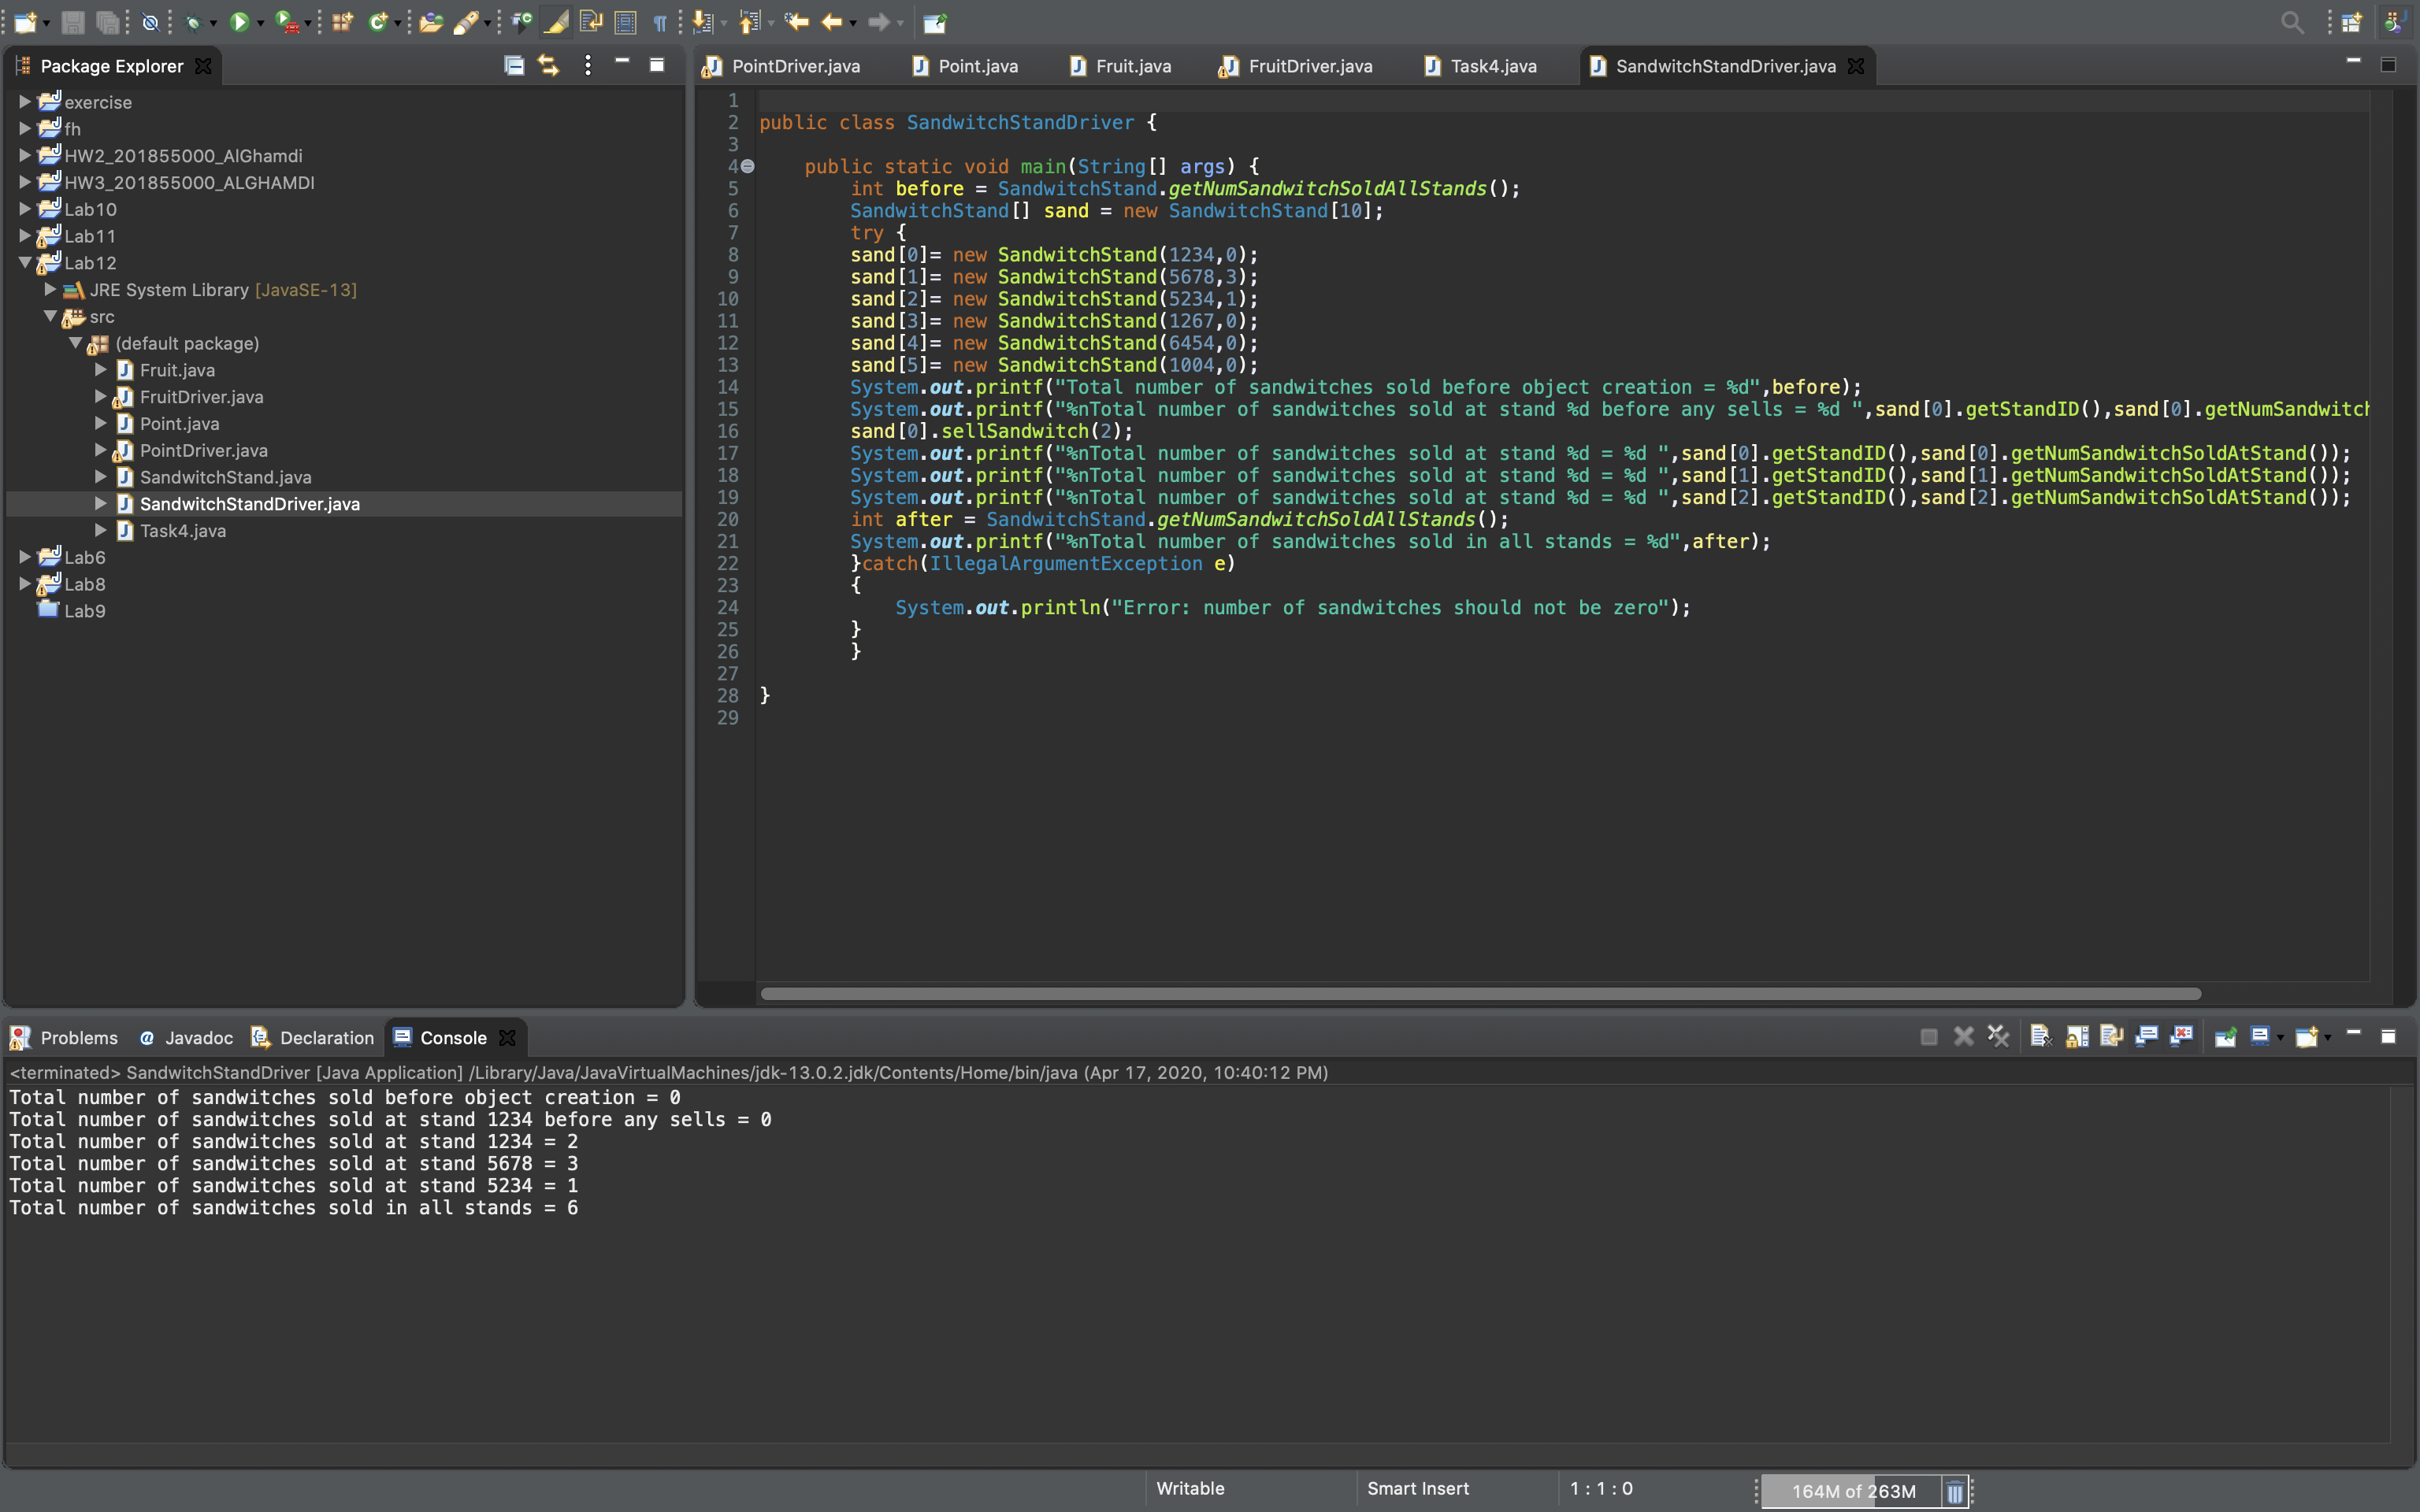 Package Explorer
exercise
fh
HW2_201855000_AlGhamdi
HW3_201855000_ALGHAMDI
Lab10
Lab11
Lab12
JRE System Library [JavaSE-13]
src
(default package)
Fruit.java
FruitDriver.java
Point.java
PointDriver.java
SandwitchStand.java
SandwitchStandDriver.java
Task4.java
Lab6
Lab8
Lab9
PointDriver.java Point.java Fruit.java FruitDriver.java Task4.java SandwitchStandDriver.java
1
2 public class SandwitchStandDriver {
3
4 public static void main(String[] args) {
5 int before = SandwitchStand.getNumSandwitchSoldAllStands();
6 SandwitchStand[] sand = new SandwitchStand[10];
7 try {
8 sand[0]= new SandwitchStand(1234,0);
9 sand[1]= new SandwitchStand(5678,3);
10 sand[2]= new SandwitchStand(5234,1);
11 sand[3]= new SandwitchStand(1267,0);
12 sand[4]= new SandwitchStand(6454,0);
13 sand[5]= new SandwitchStand(1004,0);
14 System.out.printf("Total number of sandwitches sold before object creation = %d",before);
15 System.out.printf("%nTotal number of sandwitches sold at stand %d before any sells = %d ",sand[0].getStandID(),sand[0].getNumSandwitch
16 sand[0].sellSandwitch(2);
17 System.out.printf("%nTotal number of sandwitches sold at stand %d = %d ",sand[0].getStandID(),sand[0].getNumSandwitchSoldAtStand());
18 System.out.printf("%nTotal number of sandwitches sold at stand %d = %d ",sand[1].getStandID(),sand[1].getNumSandwitchSoldAtStand());
19 System.out.printf("%nTotal number of sandwitches sold at stand %d = %d ",sand[2].getStandID(),sand[2].getNumSandwitchSoldAtStand());
20 int after = SandwitchStand.getNumSandwitchSoldAllStands();
21 System.out.printf("%nTotal number of sandwitches sold in all stands = %d",after);
22 }catch(IllegalArgumentException e)
23 {
24 System.out.println("Error: number of sandwitches should not be zero");
25 }
26 }
27
28 }
29
Problems @ Javadoc Declaration Console
<terminated> SandwitchStandDriver [Java Application] /Library/Java/JavaVirtualMachines/jdk-13.0.2.jdk/Contents/Home/bin/java (Apr 17, 2020, 10:40:12 PM)
Total number of sandwitches sold before object creation = 0
Total number of sandwitches sold at stand 1234 before any sells = 0
Total number of sandwitches sold at stand 1234 = 2
Total number of sandwitches sold at stand 5678 = 3
Total number of sandwitches sold at stand 5234 = 1
Total number of sandwitches sold in all stands = 6
Writable Smart Insert 1 : 1 : 0 164M of 263M